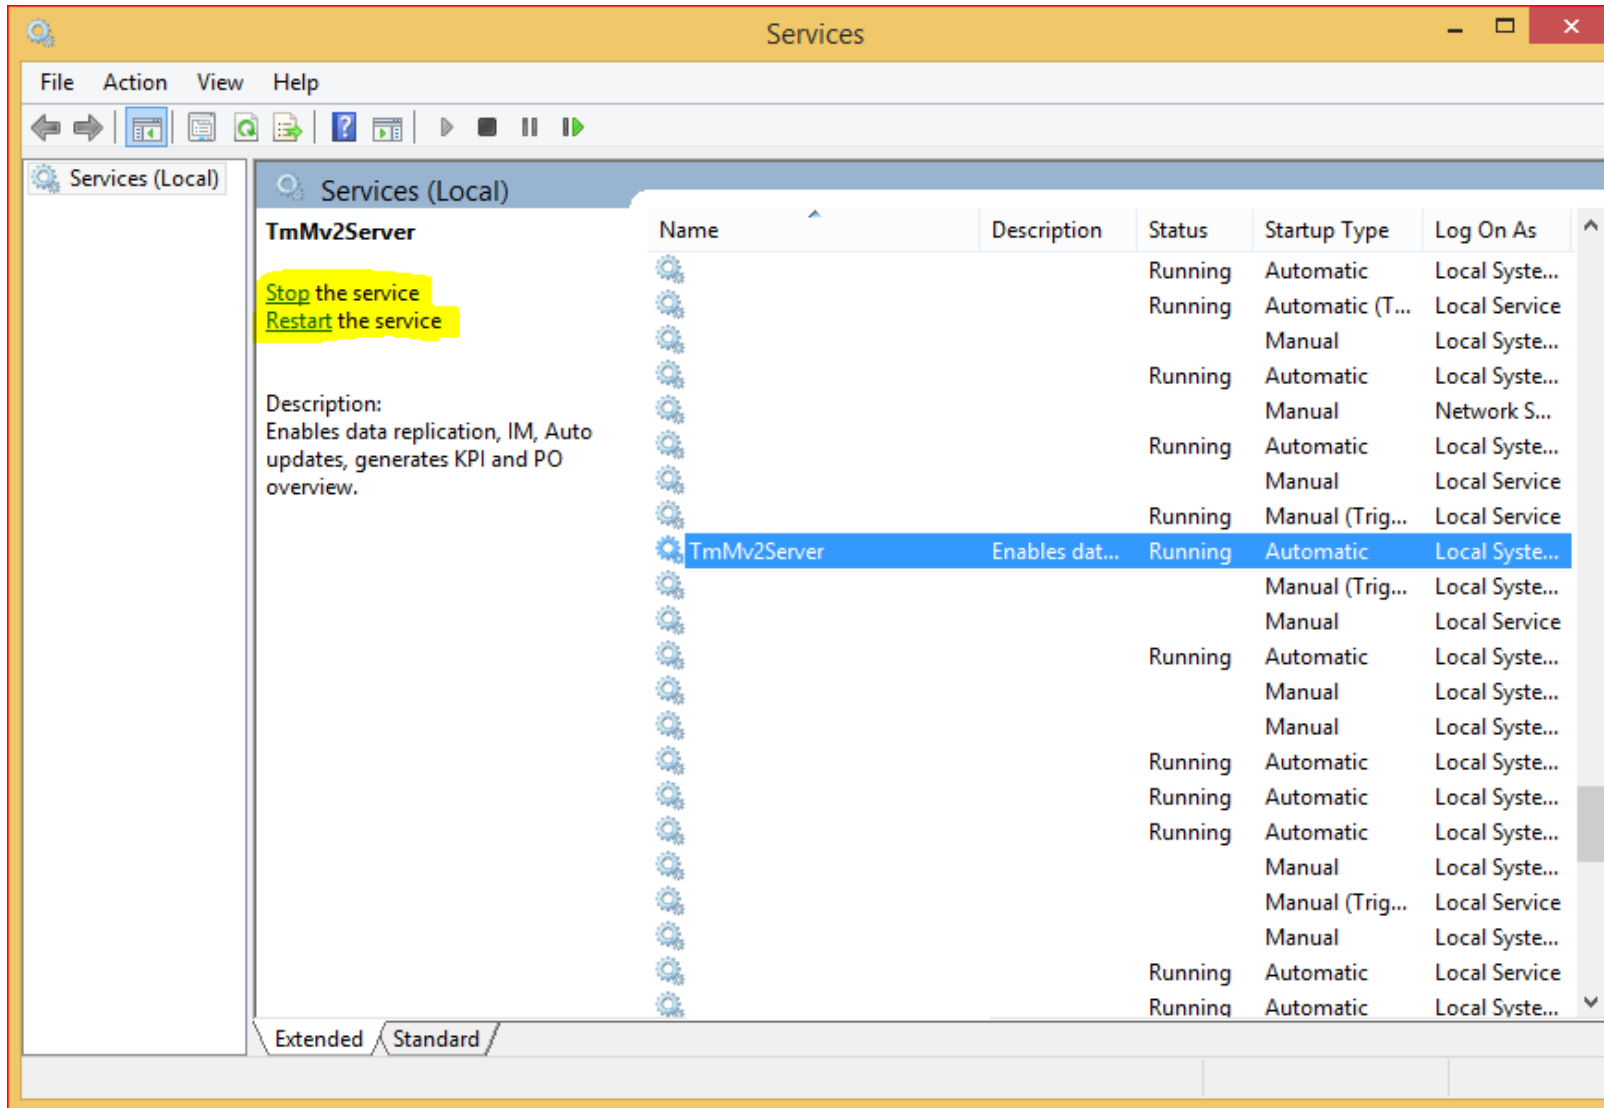 Services
File Action View Help
Services (Local)
Services (Local)
TmMv2Server
Stop the service
Restart the service
Description:
Enables data replication, IM, Auto
updates, generates KPI and PO
overview.
Name Description Status Startup Type Log On As
Running Automatic Local Syste...
Running Automatic (T... Local Service
Manual Local Syste...
Running Automatic Local Syste...
Manual Network S...
Running Automatic Local Syste...
Manual Local Service
Running Manual (Trig... Local Service
TmMv2Server Enables dat... Running Automatic Local Syste...
Manual (Trig... Local Syste...
Manual Local Service
Running Automatic Local Syste...
Manual Local Syste...
Manual Local Syste...
Running Automatic Local Syste...
Running Automatic Local Syste...
Running Automatic Local Syste...
Manual Local Syste...
Manual (Trig... Local Service
Manual Local Syste...
Running Automatic Local Service
Running Automatic Local Syste...
Extended Standard